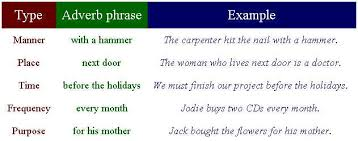 Type Adverb phrase Example
Manner with a hammer The carpenter hit the nail with a hammer.
Place next door The woman who lives next door is a doctor.
Time before the holidays We must finish our project before the holidays.
Frequency every month Jodie buys two CDs every month.
Purpose for his mother Jack bought the flowers for his mother.